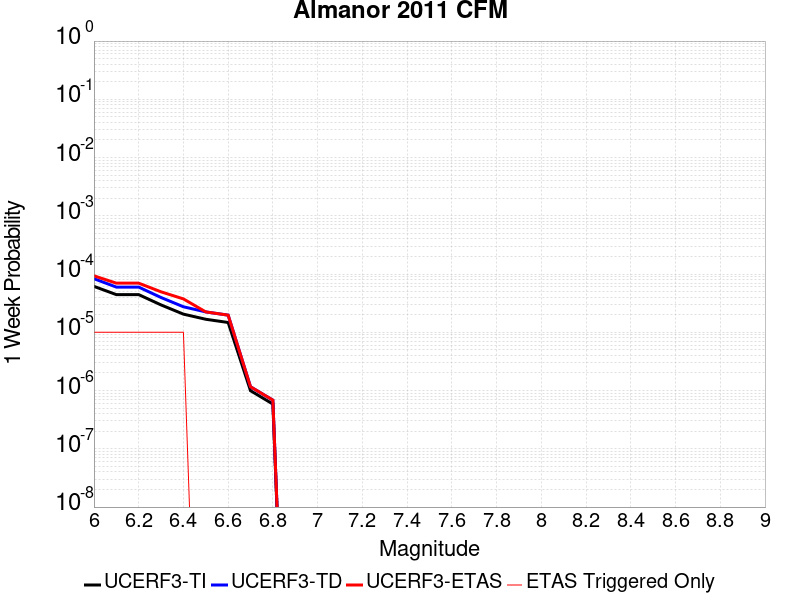 Almanor 2011 CFM
10^0
10^-1
10^-2
10^-3
10^-4
10^-5
10^-6
10^-7
10^-8
1 Week Probability
6 6.2 6.4 6.6 6.8 7 7.2 7.4 7.6 7.8 8 8.2 8.4 8.6 8.8 9
Magnitude
UCERF3-TI UCERF3-TD UCERF3-ETAS ETAS Triggered Only